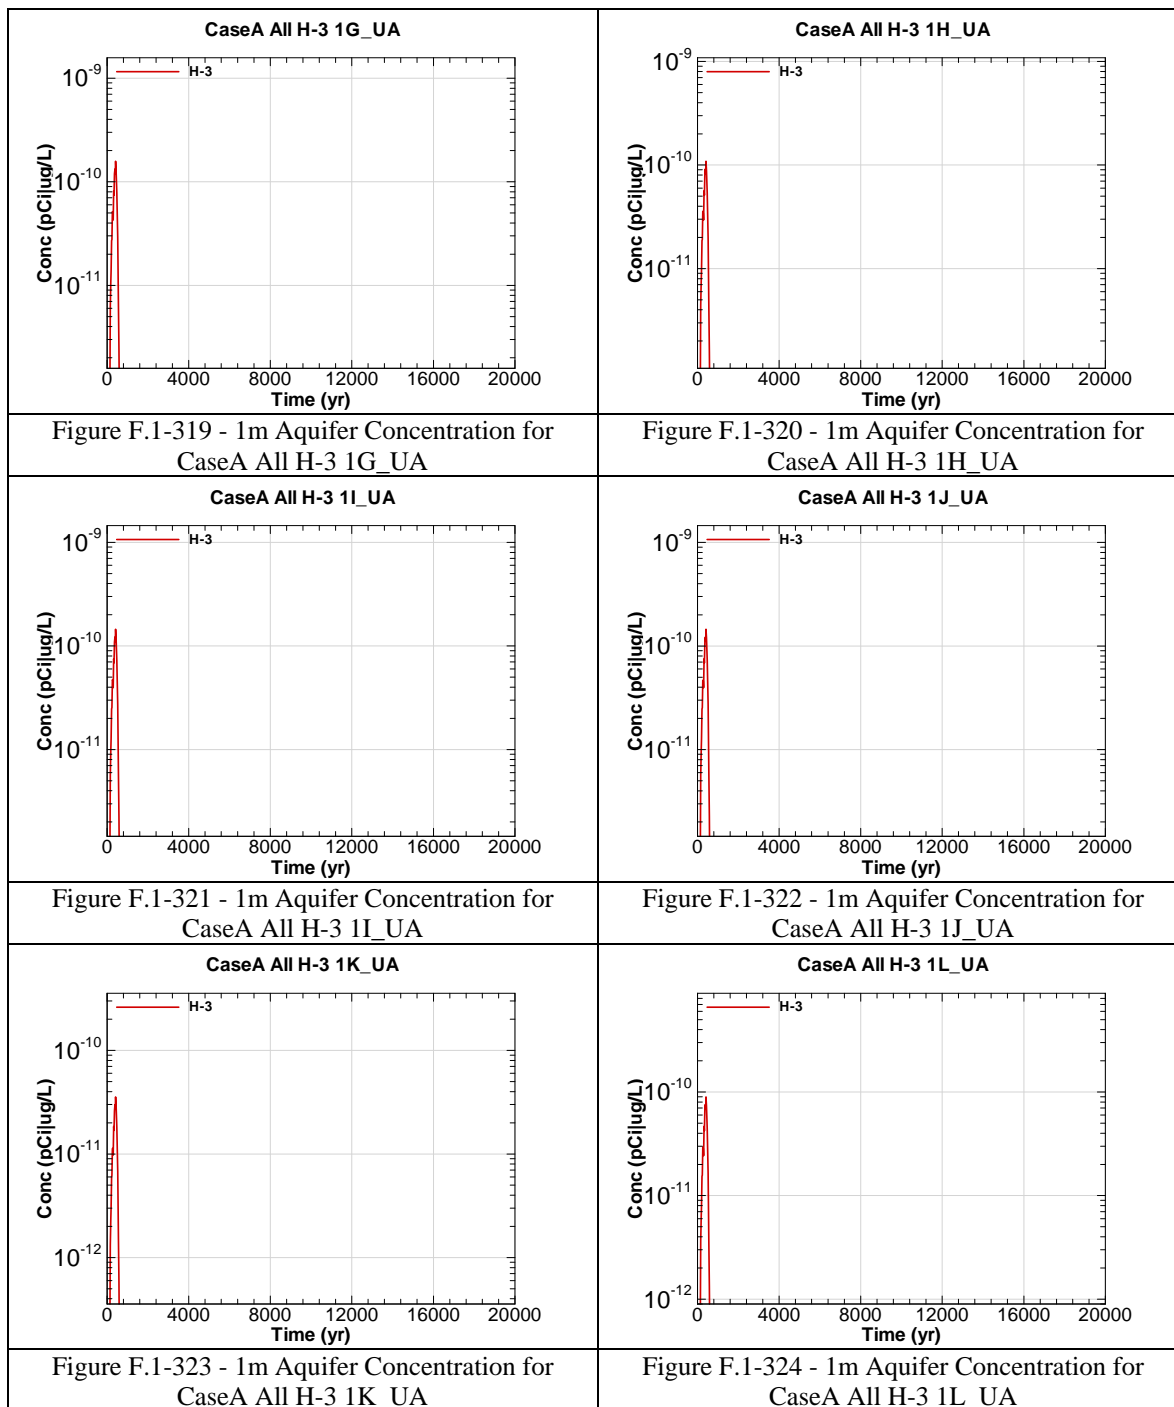 CaseA All H-3 1G_UA
H-3
10-9
10-10
10-11
Conc (pCi|ug/L)
0 4000 8000 12000 16000 20000
Time (yr)
Figure F.1-319 - 1m Aquifer Concentration for
CaseA All H-3 1G_UA
CaseA All H-3 1H_UA
H-3
10-9
10-10
10-11
Conc (pCi|ug/L)
0 4000 8000 12000 16000 20000
Time (yr)
Figure F.1-320 - 1m Aquifer Concentration for
CaseA All H-3 1H_UA
CaseA All H-3 1I_UA
H-3
10-9
10-10
10-11
Conc (pCi|ug/L)
0 4000 8000 12000 16000 20000
Time (yr)
Figure F.1-321 - 1m Aquifer Concentration for
CaseA All H-3 1I_UA
CaseA All H-3 1J_UA
H-3
10-9
10-10
10-11
Conc (pCi|ug/L)
0 4000 8000 12000 16000 20000
Time (yr)
Figure F.1-322 - 1m Aquifer Concentration for
CaseA All H-3 1J_UA
CaseA All H-3 1K_UA
H-3
10-10
10-11
10-12
Conc (pCi|ug/L)
0 4000 8000 12000 16000 20000
Time (yr)
Figure F.1-323 - 1m Aquifer Concentration for
CaseA All H-3 1K_UA
CaseA All H-3 1L_UA
H-3
10-10
10-11
10-12
Conc (pCi|ug/L)
0 4000 8000 12000 16000 20000
Time (yr)
Figure F.1-324 - 1m Aquifer Concentration for
CaseA All H-3 1L_UA